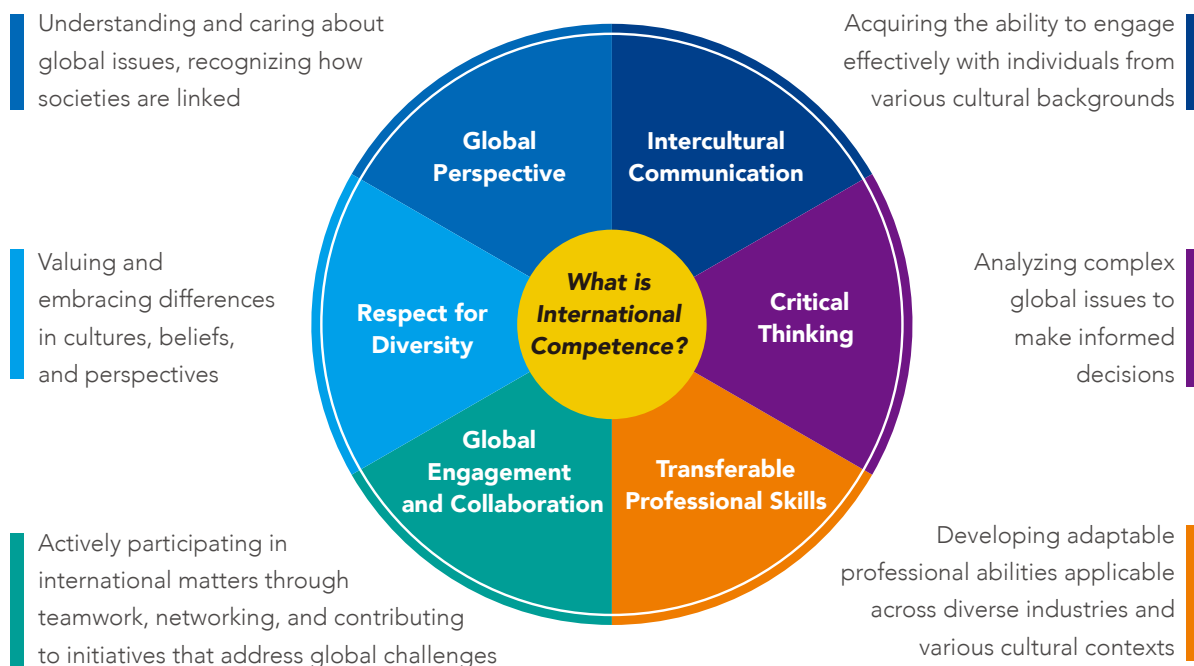 Understanding and caring about
global issues, recognizing how
societies are linked
Acquiring the ability to engage
effectively with individuals from
various cultural backgrounds
Global
Perspective
Intercultural
Communication
Valuing and
embracing differences
in cultures, beliefs,
and perspectives
Respect for
Diversity
What is
International
Competence?
Critical
Thinking
Analyzing complex
global issues to
make informed
decisions
Global
Engagement
and Collaboration
Transferable
Professional Skills
Actively participating in
international matters through
teamwork, networking, and contributing
to initiatives that address global challenges
Developing adaptable
professional abilities applicable
across diverse industries and
various cultural contexts